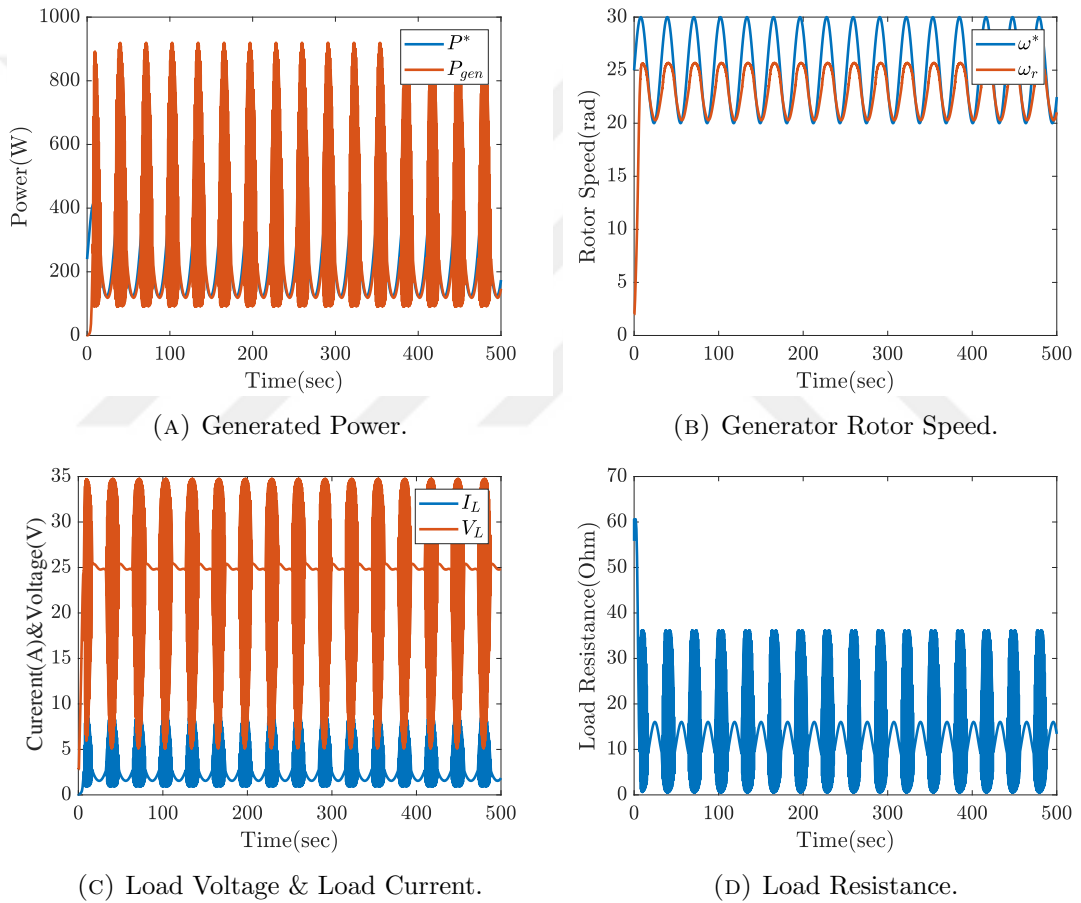 1000
800
600
400
200
0
Power(W)
P*
P_gen
0 100 200 300 400 500
Time(sec)
(A) Generated Power.
30
25
20
15
10
5
0
Rotor Speed(rad)
ω*
ω_r
0 100 200 300 400 500
Time(sec)
(B) Generator Rotor Speed.
35
30
25
20
15
10
5
0
Curerent(A)&Voltage(V)
I_L
V_L
0 100 200 300 400 500
Time(sec)
(C) Load Voltage & Load Current.
70
60
50
40
30
20
10
0
Load Resistance(Ohm)
0 100 200 300 400 500
Time(sec)
(D) Load Resistance.